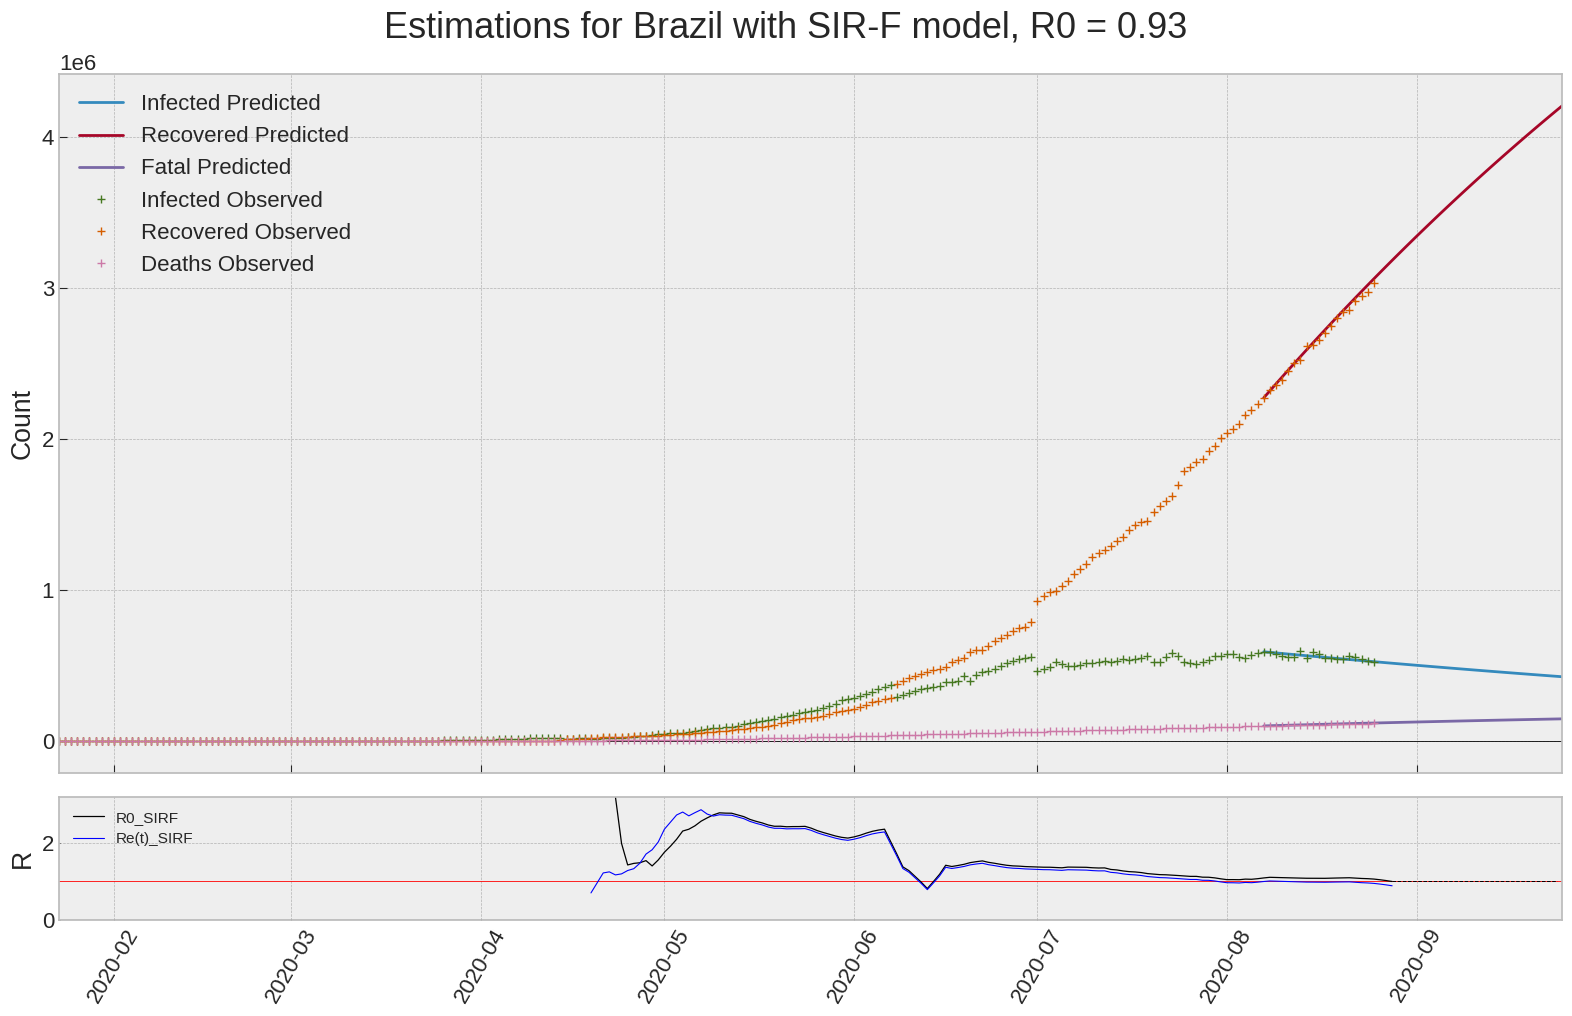 Estimations for Brazil with SIR-F model, R0 = 0.93
1e6
Infected Predicted
Recovered Predicted
Fatal Predicted
Infected Observed
Recovered Observed
Deaths Observed
4
3
2
1
0
Count
R0_SIRF
Re(t)_SIRF
2
0
R
2020-02
2020-03
2020-04
2020-05
2020-06
2020-07
2020-08
2020-09